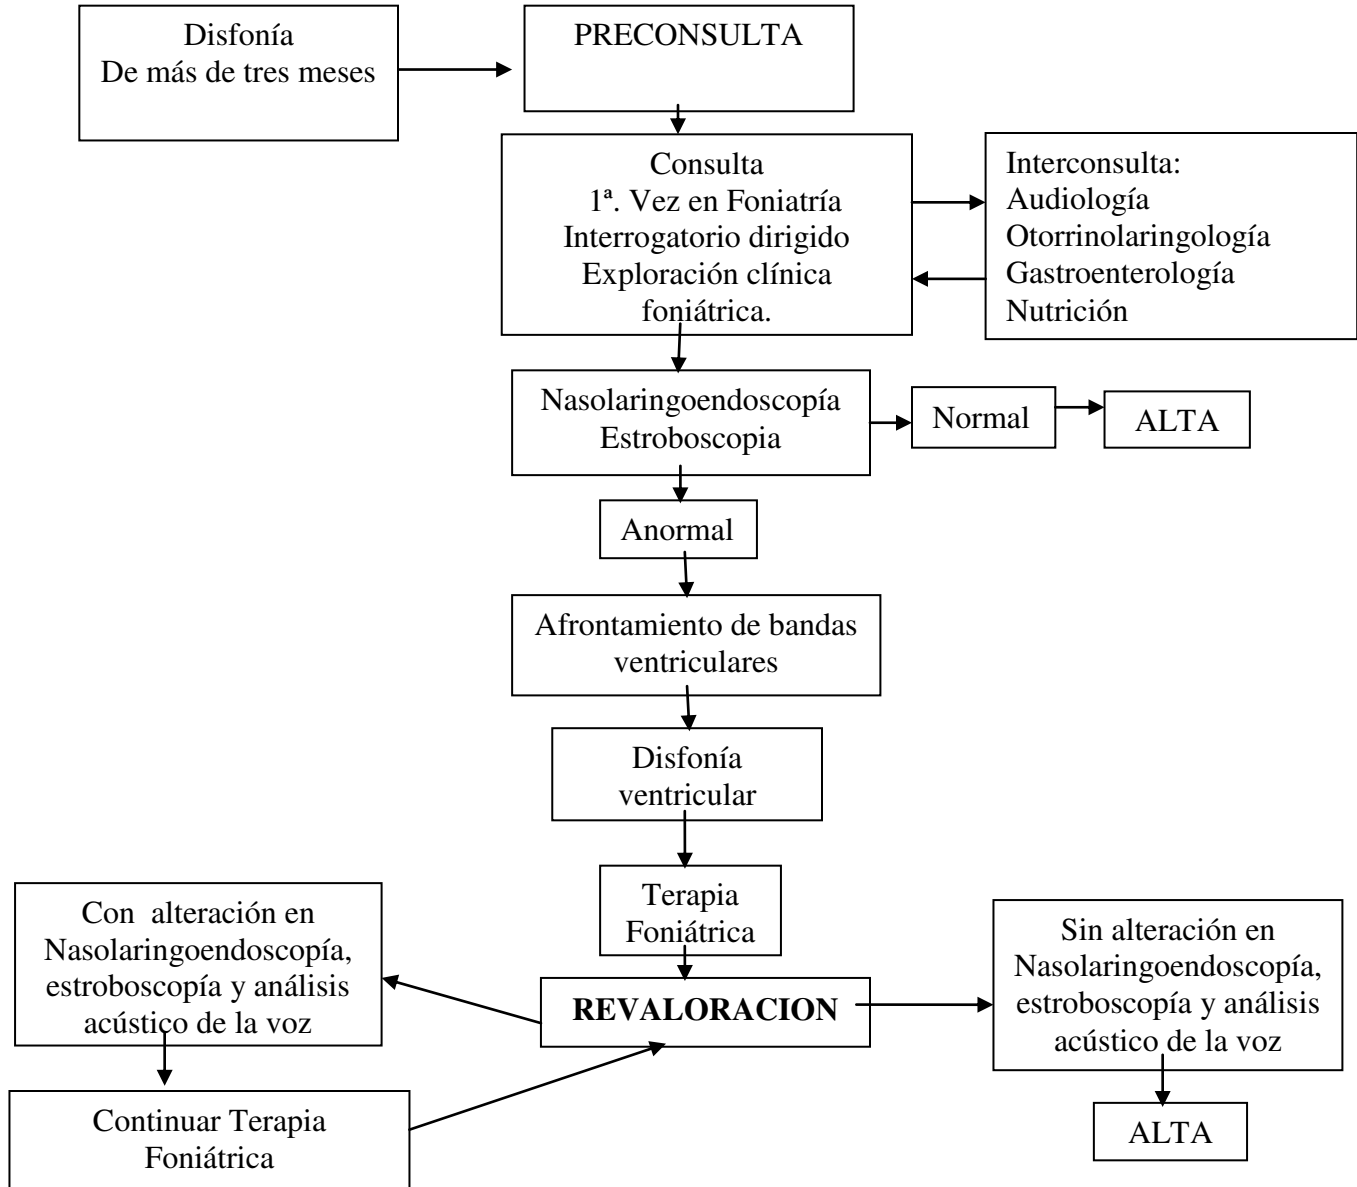 Disfonía
De más de tres meses
PRECONSULTA
Consulta
1ª. Vez en Foniatría
Interrogatorio dirigido
Exploración clínica
foniátrica.
Interconsulta:
Audiología
Otorrinolaringología
Gastroenterología
Nutrición
Nasolaringoendoscopía
Estroboscopia
Normal
ALTA
Anormal
Afrontamiento de bandas
ventriculares
Disfonía
ventricular
Terapia
Foniátrica
REVALORACION
Con alteración en
Nasolaringoendoscopía,
estroboscopía y análisis
acústico de la voz
Continuar Terapia
Foniátrica
Sin alteración en
Nasolaringoendoscopía,
estroboscopía y análisis
acústico de la voz
ALTA